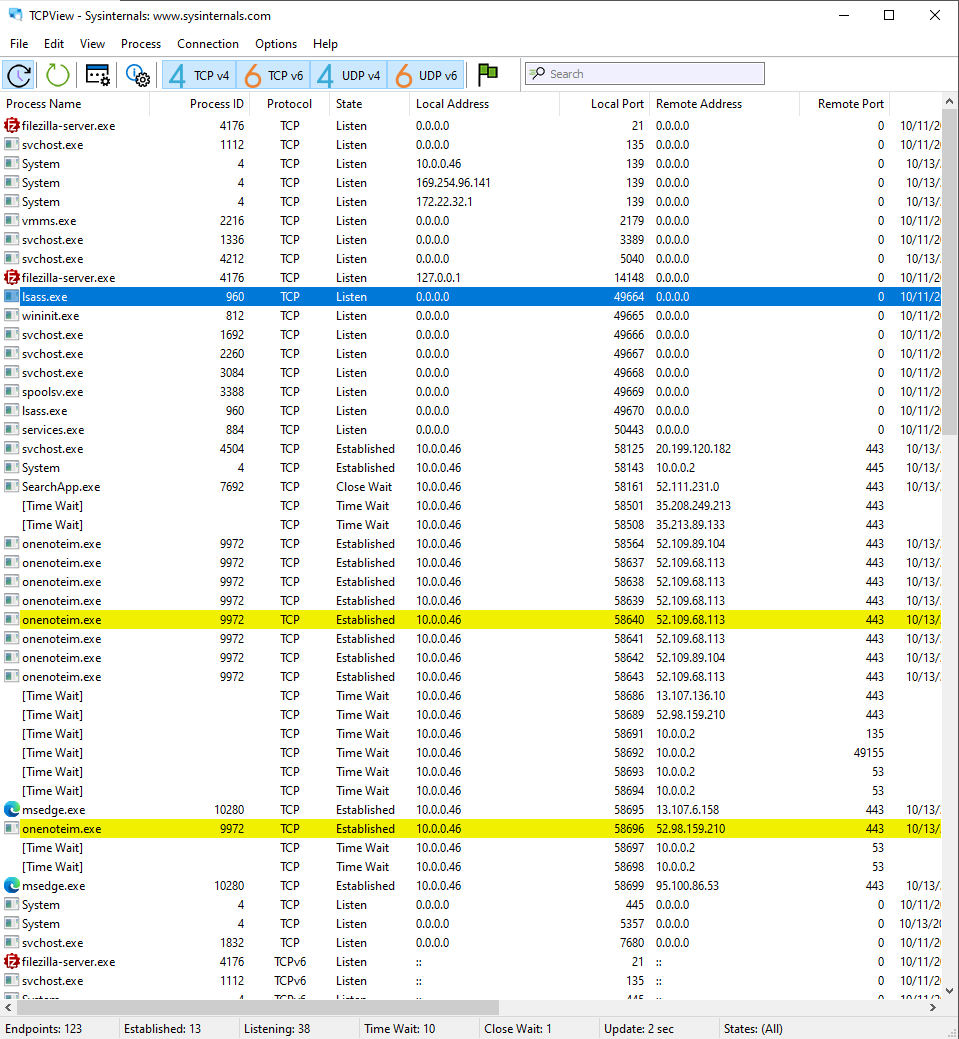 TCPView - Sysinternals: www.sysinternals.com
File Edit View Process Connection Options Help
4 TCP v4 6 TCP v6 4 UDP v4 6 UDP v6 Search
Process Name Process ID Protocol State Local Address Local Port Remote Address Remote Port
filezilla-server.exe 4176 TCP Listen 0.0.0.0 21 0.0.0.0 0 10/11/20
svchost.exe 1112 TCP Listen 0.0.0.0 135 0.0.0.0 0 10/11/20
System 4 TCP Listen 10.0.0.46 139 0.0.0.0 0 10/13/
System 4 TCP Listen 169.254.96.141 139 0.0.0.0 0 10/13/
System 4 TCP Listen 172.22.32.1 139 0.0.0.0 0 10/13/
vmms.exe 2216 TCP Listen 0.0.0.0 2179 0.0.0.0 0 10/11/20
svchost.exe 1336 TCP Listen 0.0.0.0 3389 0.0.0.0 0 10/11/20
svchost.exe 4212 TCP Listen 0.0.0.0 5040 0.0.0.0 0 10/13/
filezilla-server.exe 4176 TCP Listen 127.0.0.1 14148 0.0.0.0 0 10/11/20
lsass.exe 960 TCP Listen 0.0.0.0 49664 0.0.0.0 0 10/11/20
wininit.exe 812 TCP Listen 0.0.0.0 49665 0.0.0.0 0 10/11/20
svchost.exe 1692 TCP Listen 0.0.0.0 49666 0.0.0.0 0 10/11/20
svchost.exe 2260 TCP Listen 0.0.0.0 49667 0.0.0.0 0 10/11/20
svchost.exe 3084 TCP Listen 0.0.0.0 49668 0.0.0.0 0 10/11/20
spoolsv.exe 3388 TCP Listen 0.0.0.0 49669 0.0.0.0 0 10/11/20
lsass.exe 960 TCP Listen 0.0.0.0 49670 0.0.0.0 0 10/11/20
services.exe 884 TCP Listen 0.0.0.0 50443 0.0.0.0 0 10/11/20
svchost.exe 4504 TCP Established 10.0.0.46 58125 20.199.120.182 443 10/13/
System 4 TCP Established 10.0.0.46 58143 10.0.0.2 445 10/13/
SearchApp.exe 7692 TCP Close Wait 10.0.0.46 58161 52.111.231.0 443 10/13/
[Time Wait] TCP Time Wait 10.0.0.46 58501 35.208.249.213 443
[Time Wait] TCP Time Wait 10.0.0.46 58508 35.213.89.133 443
onenoteim.exe 9972 TCP Established 10.0.0.46 58564 52.109.89.104 443 10/13/
onenoteim.exe 9972 TCP Established 10.0.0.46 58637 52.109.68.113 443 10/13/
onenoteim.exe 9972 TCP Established 10.0.0.46 58638 52.109.68.113 443 10/13/
onenoteim.exe 9972 TCP Established 10.0.0.46 58639 52.109.68.113 443 10/13/
onenoteim.exe 9972 TCP Established 10.0.0.46 58640 52.109.68.113 443 10/13/
onenoteim.exe 9972 TCP Established 10.0.0.46 58641 52.109.68.113 443 10/13/
onenoteim.exe 9972 TCP Established 10.0.0.46 58642 52.109.89.104 443 10/13/
onenoteim.exe 9972 TCP Established 10.0.0.46 58643 52.109.68.113 443 10/13/
[Time Wait] TCP Time Wait 10.0.0.46 58686 13.107.136.10 443
[Time Wait] TCP Time Wait 10.0.0.46 58689 52.98.159.210 443
[Time Wait] TCP Time Wait 10.0.0.46 58691 10.0.0.2 135
[Time Wait] TCP Time Wait 10.0.0.46 58692 10.0.0.2 49155
[Time Wait] TCP Time Wait 10.0.0.46 58693 10.0.0.2 53
[Time Wait] TCP Time Wait 10.0.0.46 58694 10.0.0.2 53
msedge.exe 10280 TCP Established 10.0.0.46 58695 13.107.6.158 443 10/13/
onenoteim.exe 9972 TCP Established 10.0.0.46 58696 52.98.159.210 443 10/13/
[Time Wait] TCP Time Wait 10.0.0.46 58697 10.0.0.2 53
[Time Wait] TCP Time Wait 10.0.0.46 58698 10.0.0.2 53
msedge.exe 10280 TCP Established 10.0.0.46 58699 95.100.86.53 443 10/13/
System 4 TCP Listen 0.0.0.0 445 0.0.0.0 0 10/11/20
System 4 TCP Listen 0.0.0.0 5357 0.0.0.0 0 10/13/20
svchost.exe 1832 TCP Listen 0.0.0.0 7680 0.0.0.0 0 10/11/20
filezilla-server.exe 4176 TCPv6 Listen :: 21 :: 0 10/11/20
svchost.exe 1112 TCPv6 Listen :: 135 :: 0 10/11/20
System 4 TCPv6 Listen :: 445 :: 0 10/11/20
Endpoints: 123 Established: 13 Listening: 38 Time Wait: 10 Close Wait: 1 Update: 2 sec States: (All)